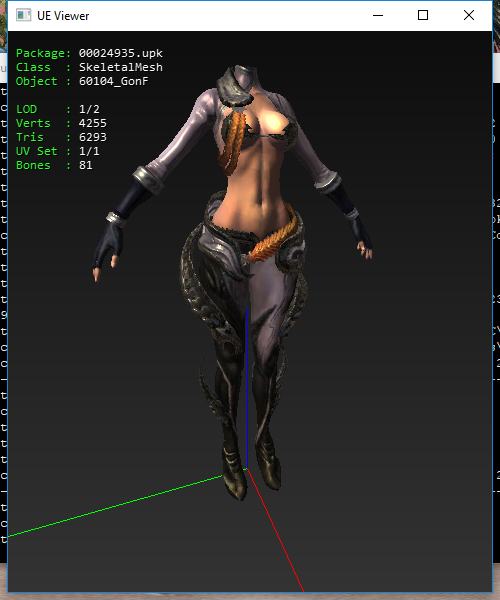 UE Viewer
Package: 00024935.upk
Class  : SkeletalMesh
Object : 60104_GonF
LOD    : 1/2
Verts  : 4255
Tris   : 6293
UV Set : 1/1
Bones  : 81